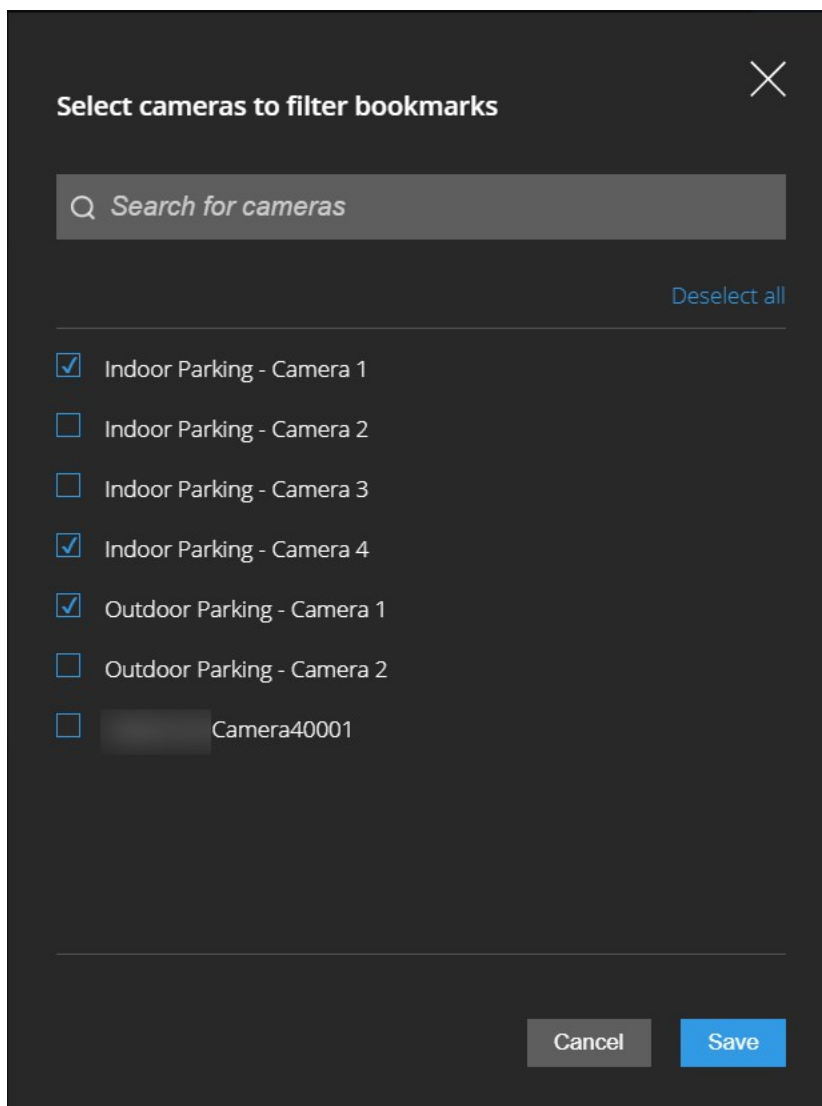 Select cameras to filter bookmarks
Search for cameras
Deselect all
Indoor Parking - Camera 1
Indoor Parking - Camera 2
Indoor Parking - Camera 3
Indoor Parking - Camera 4
Outdoor Parking - Camera 1
Outdoor Parking - Camera 2
Camera40001
Cancel Save